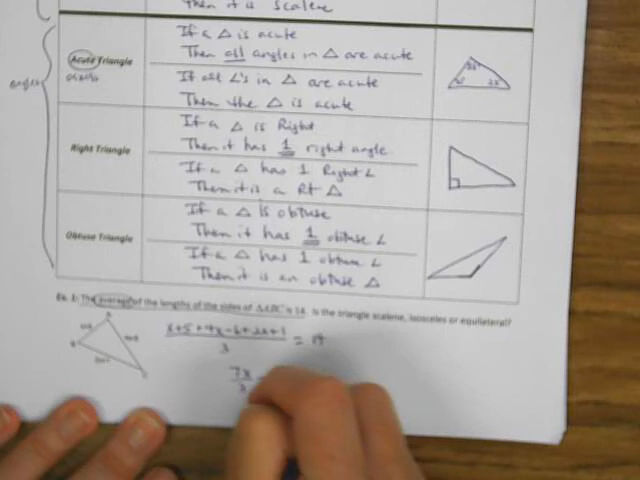 Then it is Scalene
angles
Acute Triangle
If a △ is acute
Then all angles in △ are acute
If all ∠'s in △ are acute
Then the △ is acute
Right Triangle
If a △ is Right
Then it has 1 right angle
If a △ has 1 Right ∠
Then it is a Rt △
Obtuse Triangle
If a △ is obtuse
Then it has 1 obtuse ∠
If a △ has 1 obtuse ∠
Then it is an obtuse △
Ex. 1: The average of the lengths of the sides of △ABC is 14. Is the triangle scalene, isosceles or equilateral?
A
B
C
x+5+4x-6+2x+1
3
= 14
7x
3